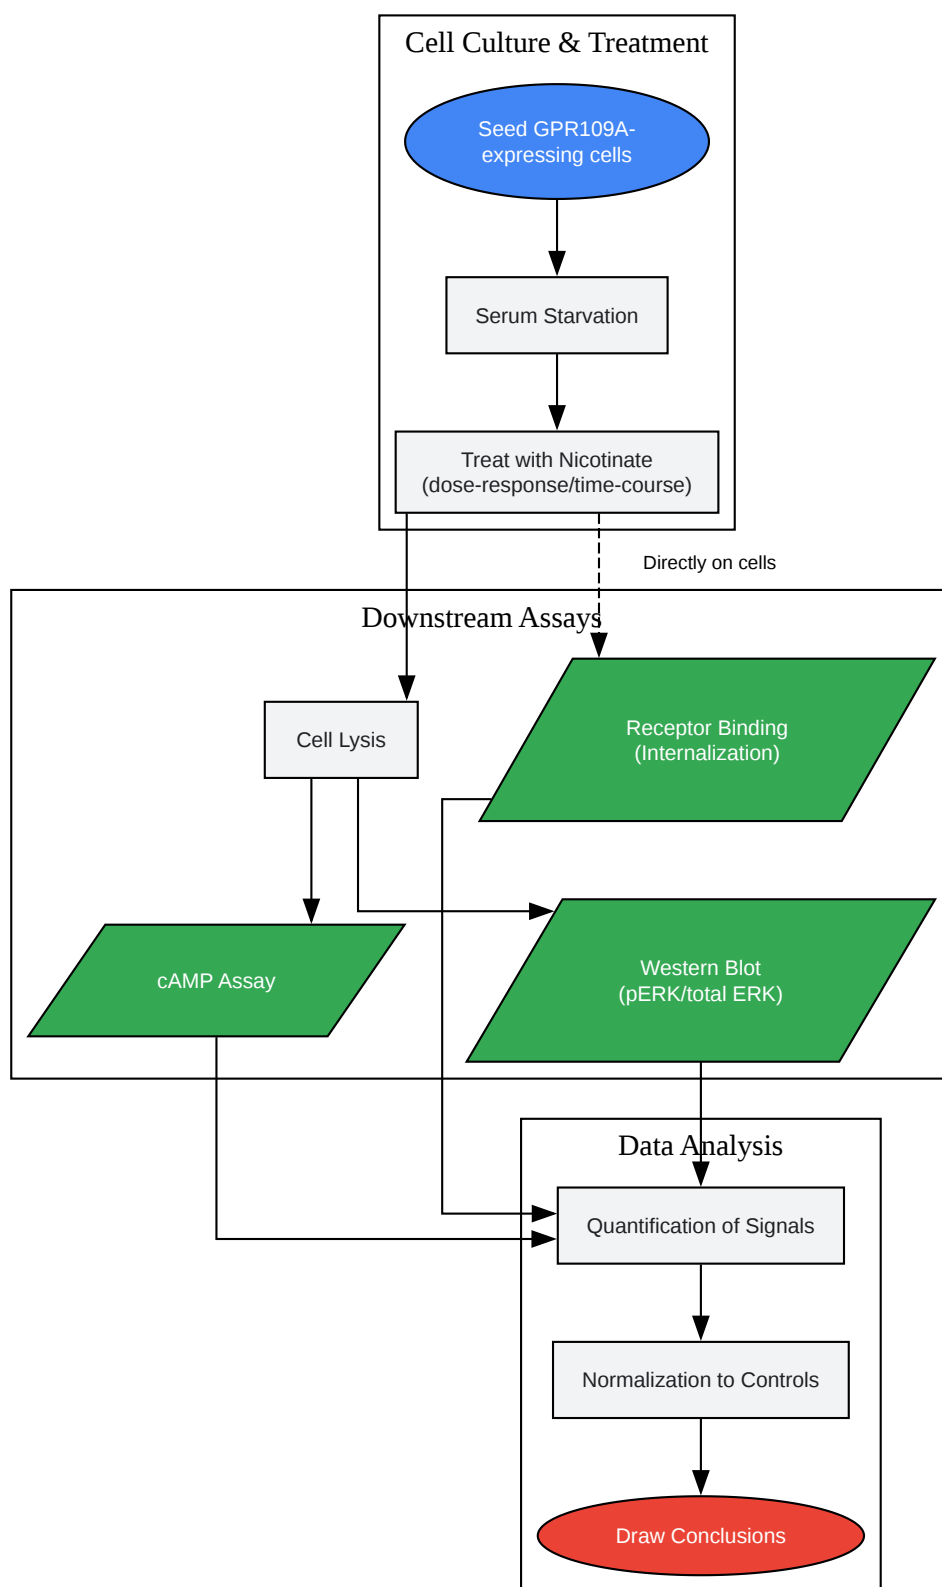 Cell Culture & Treatment
Seed GPR109A-
expressing cells
Serum Starvation
Treat with Nicotinate
(dose-response/time-course)
Directly on cells
Downstream Assays
Receptor Binding
(Internalization)
Cell Lysis
cAMP Assay
Western Blot
(pERK/total ERK)
Data Analysis
Quantification of Signals
Normalization to Controls
Draw Conclusions